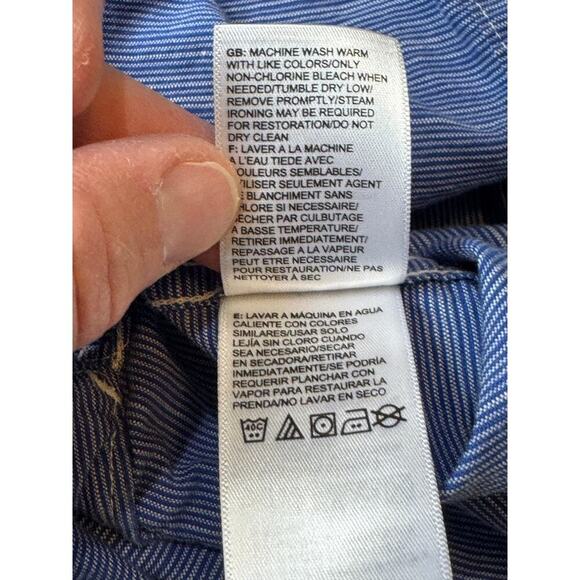 GB: MACHINE WASH WARM
WITH LIKE COLORS/ONLY
NON-CHLORINE BLEACH WHEN
NEEDED/TUMBLE DRY LOW/
REMOVE PROMPTLY/STEAM
IRONING MAY BE REQUIRED
FOR RESTORATION/DO NOT
DRY CLEAN
F: LAVER A LA MACHINE
A L'EAU TIEDE AVEC
COULEURS SEMBLABLES/
UTILISER SEULEMENT AGENT
DE BLANCHIMENT SANS
CHLORE SI NECESSAIRE/
SECHER PAR CULBUTAGE
A BASSE TEMPERATURE/
RETIRER IMMEDIATEMENT/
REPASSAGE A LA VAPEUR
PEUT ETRE NECESSAIRE
POUR RESTAURATION/NE PAS
NETTOYER À SEC
E: LAVAR A MÁQUINA EN AGUA
CALIENTE CON COLORES
SIMILARES/USAR SOLO
LEJÍA SIN CLORO CUANDO
SEA NECESARIO/SECAR
EN SECADORA/RETIRAR
INMEDIATAMENTE/SE PODRÍA
REQUERIR PLANCHAR CON
VAPOR PARA RESTAURAR LA
PRENDA/NO LAVAR EN SECO
40C